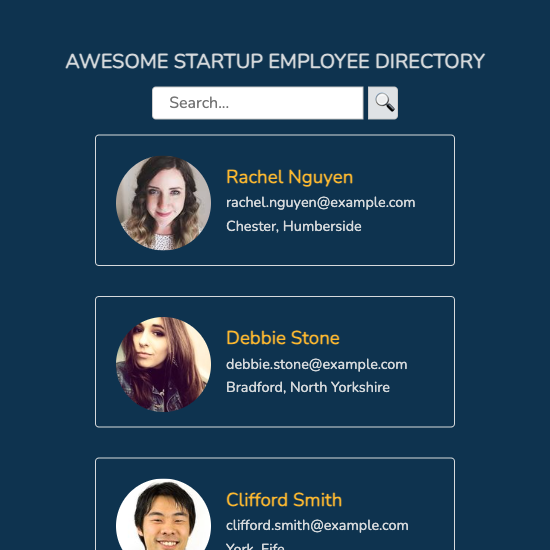 AWESOME STARTUP EMPLOYEE DIRECTORY
Search...
Rachel Nguyen
rachel.nguyen@example.com
Chester, Humberside
Debbie Stone
debbie.stone@example.com
Bradford, North Yorkshire
Clifford Smith
clifford.smith@example.com
York, Fife